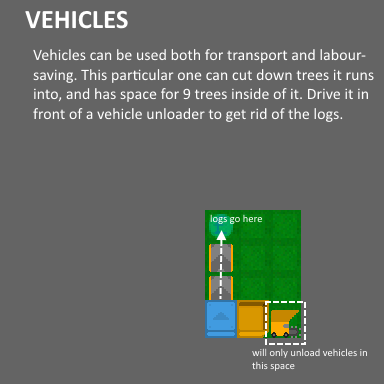 VEHICLES
Vehicles can be used both for transport and labour-
saving. This particular one can cut down trees it runs
into, and has space for 9 trees inside of it. Drive it in
front of a vehicle unloader to get rid of the logs.
logs go here
will only unload vehicles in
this space